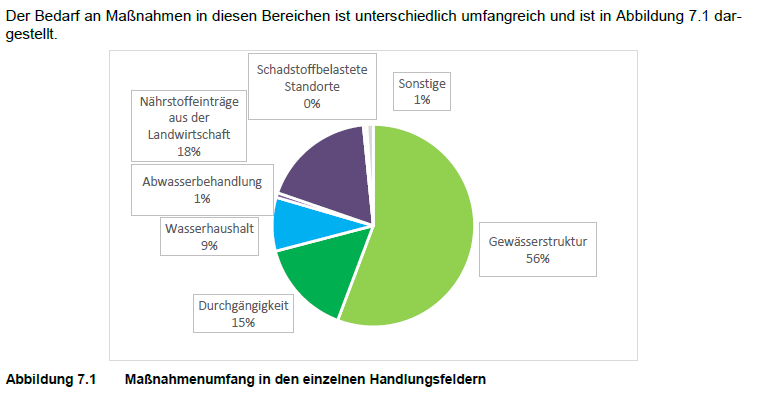 Der Bedarf an Maßnahmen in diesen Bereichen ist unterschiedlich umfangreich und ist in Abbildung 7.1 dar-
gestellt.
Schadstoffbelastete
Standorte
0%
Sonstige
1%
Nährstoffeinträge
aus der
Landwirtschaft
18%
Abwasserbehandlung
1%
Wasserhaushalt
9%
Gewässerstruktur
56%
Durchgängigkeit
15%
Abbildung 7.1 Maßnahmenumfang in den einzelnen Handlungsfeldern